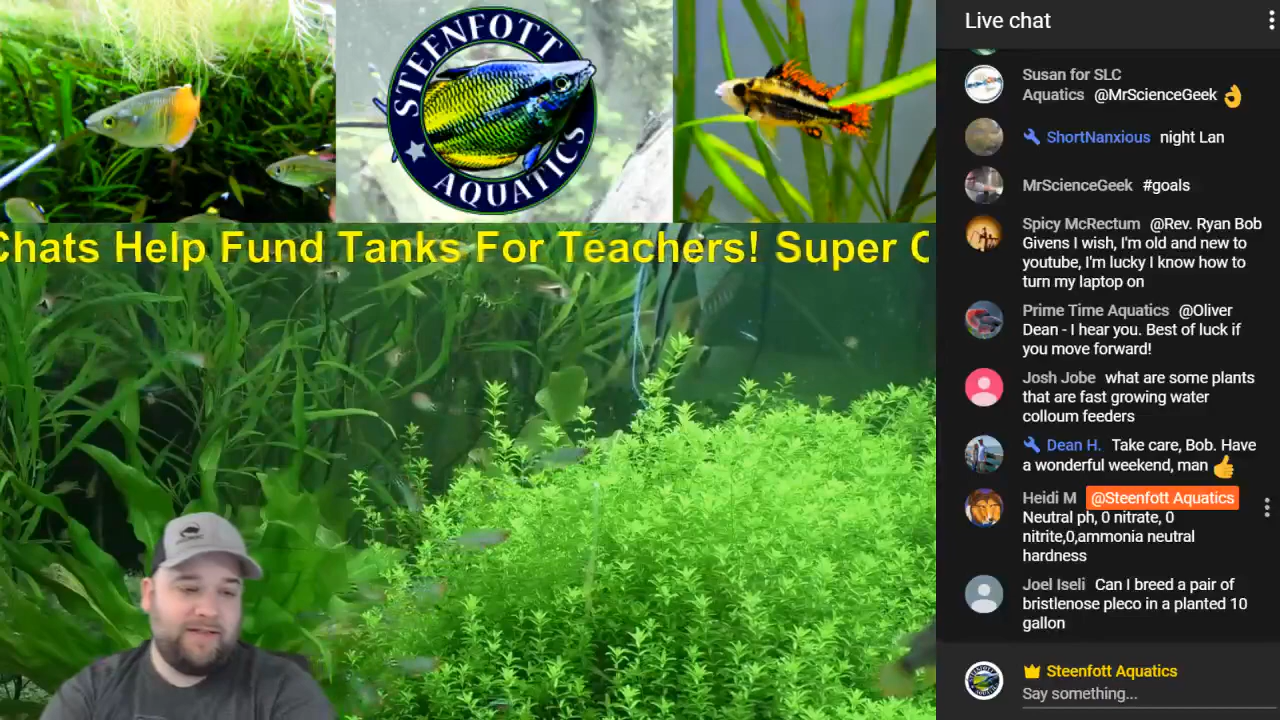 STEENFOTT
AQUATICS
Chats Help Fund Tanks For Teachers! Super C
Live chat
Susan for SLC
Aquatics @MrScienceGeek 👌
ShortNanxious night Lan
MrScienceGeek #goals
Spicy McRectum @Rev. Ryan Bob
Givens I wish, I'm old and new to
youtube, I'm lucky I know how to
turn my laptop on
Prime Time Aquatics @Oliver
Dean - I hear you. Best of luck if
you move forward!
Josh Jobe what are some plants
that are fast growing water
colloum feeders
Dean H. Take care, Bob. Have
a wonderful weekend, man 👍
Heidi M @Steenfott Aquatics
Neutral ph, 0 nitrate, 0
nitrite,0,ammonia neutral
hardness
Joel Iseli Can I breed a pair of
bristlenose pleco in a planted 10
gallon
Steenfott Aquatics
Say something...